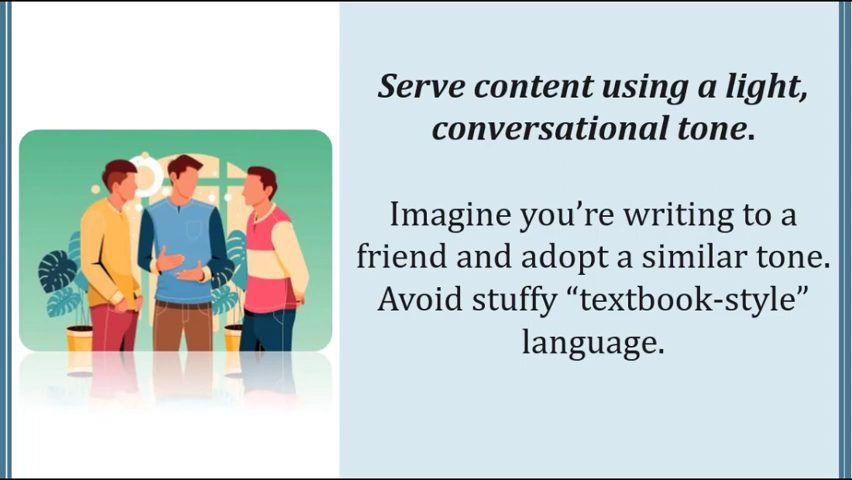 Serve content using a light,
conversational tone.
Imagine you’re writing to a
friend and adopt a similar tone.
Avoid stuffy “textbook-style”
language.